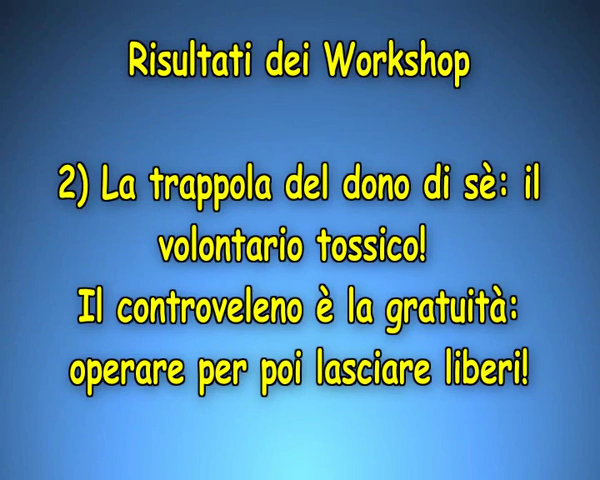 Risultati dei Workshop
2) La trappola del dono di sè: il
volontario tossico!
Il controveleno è la gratuità:
operare per poi lasciare liberi!